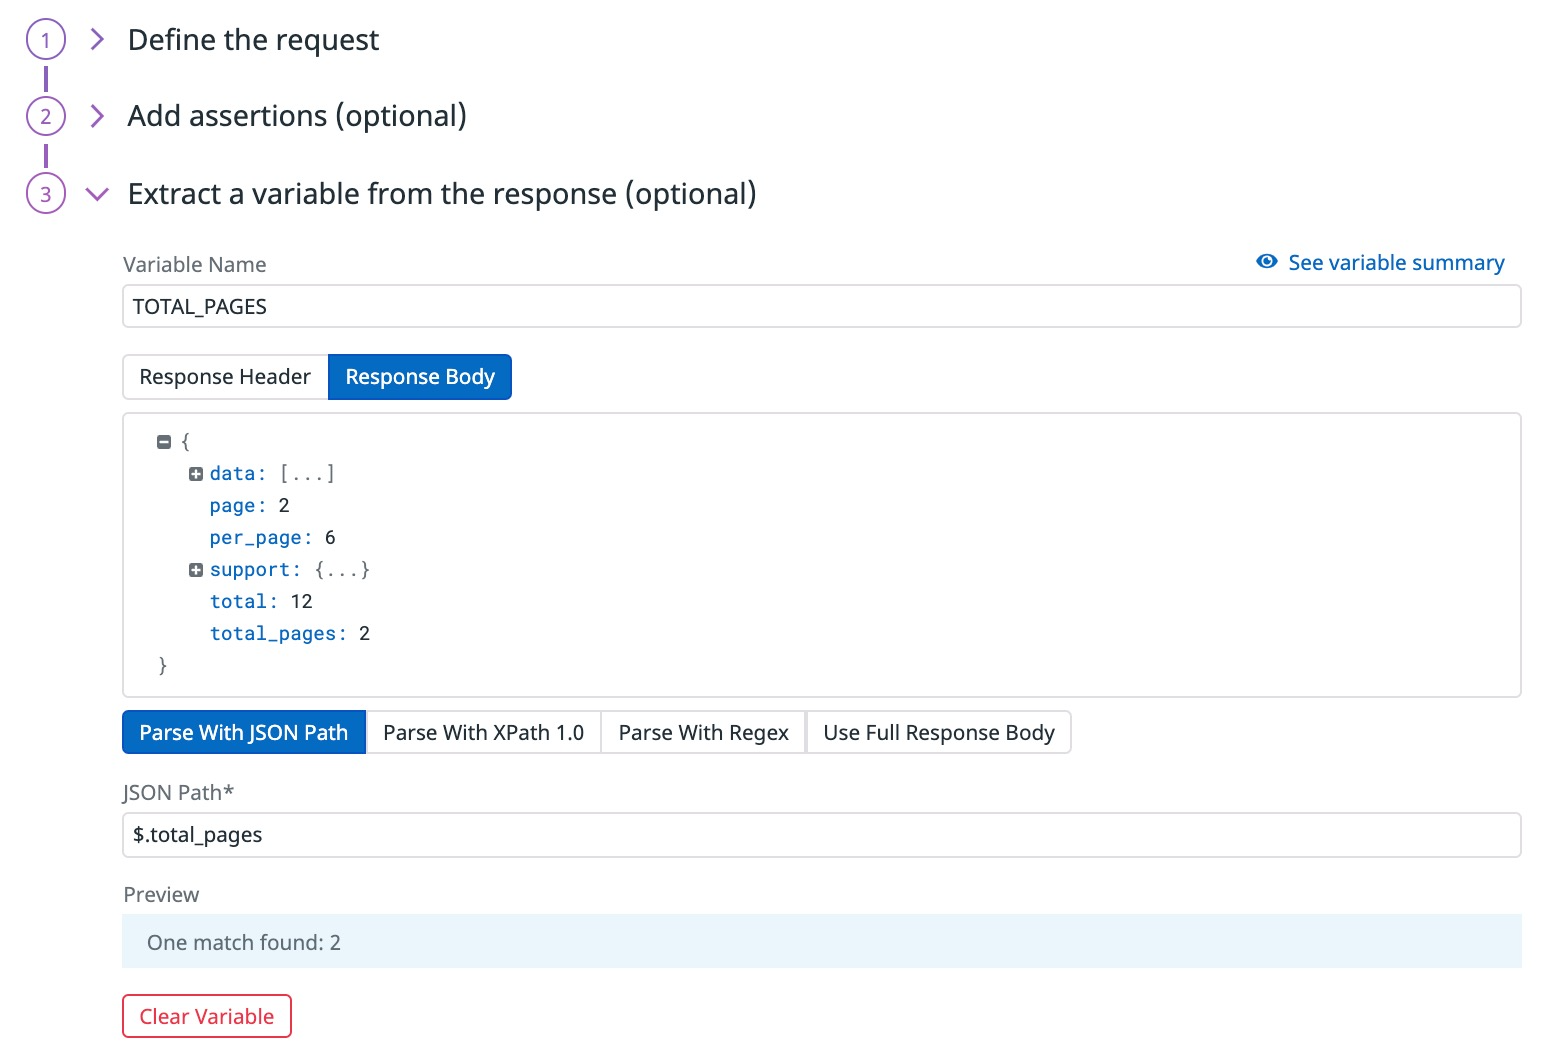 1 Define the request
2 Add assertions (optional)
3 Extract a variable from the response (optional)
Variable Name See variable summary
TOTAL_PAGES
Response Header Response Body
{
data: [...]
page: 2
per_page: 6
support: {...}
total: 12
total_pages: 2
}
Parse With JSON Path Parse With XPath 1.0 Parse With Regex Use Full Response Body
JSON Path*
$.total_pages
Preview
One match found: 2
Clear Variable